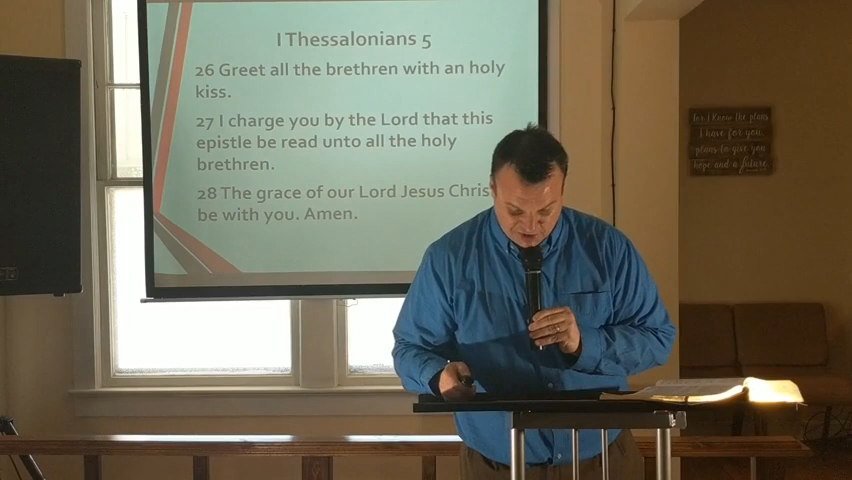 I Thessalonians 5
26 Greet all the brethren with an holy
kiss.
27 I charge you by the Lord that this
epistle be read unto all the holy
brethren.
28 The grace of our Lord Jesus Chris
be with you. Amen.
For I Know the plans
I have for you,
plans to give you
hope and a future.